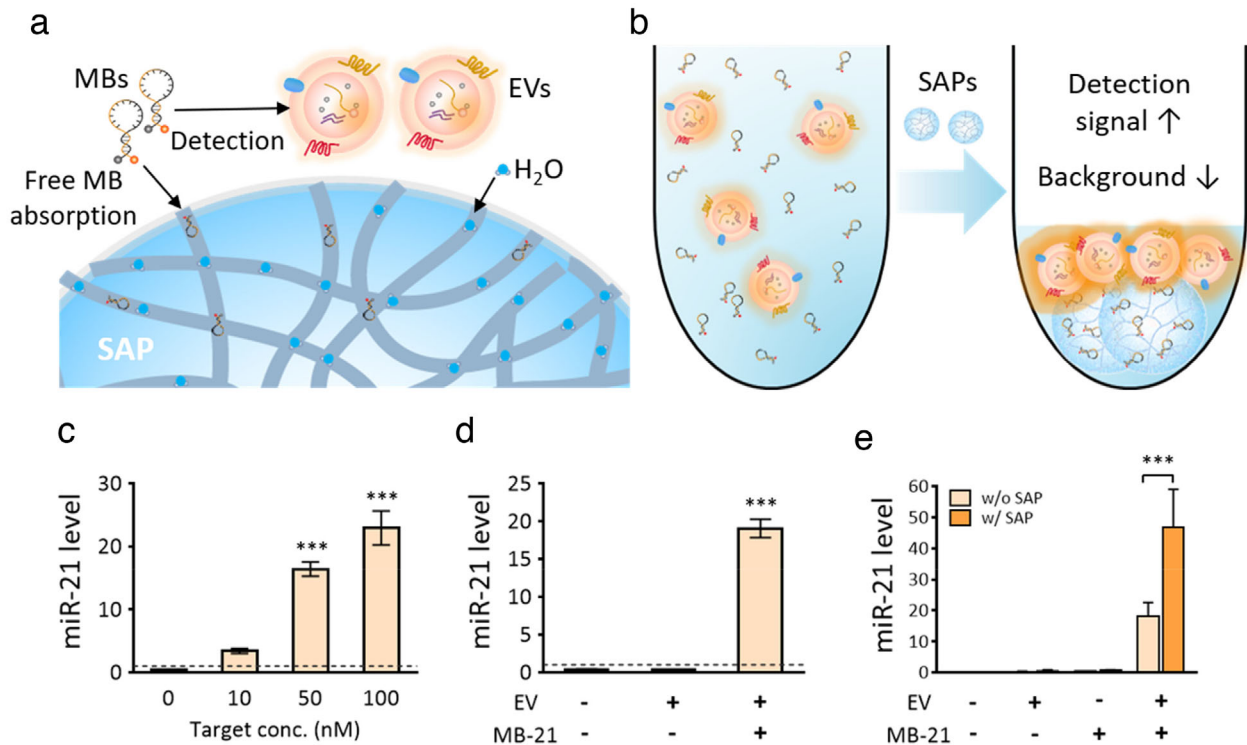 a
MBs
EVs
Detection
Free MB
absorption
H₂O
SAP
b
SAPs
Detection
signal ↑
Background ↓
c
miR-21 level
30
20
10
0
***
***
0 10 50 100
Target conc. (nM)
d
miR-21 level
25
20
15
10
5
0
***
EV - + +
MB-21 - - +
e
miR-21 level
60
50
40
30
20
10
0
w/o SAP
w/ SAP
***
EV - + - +
MB-21 - - + +